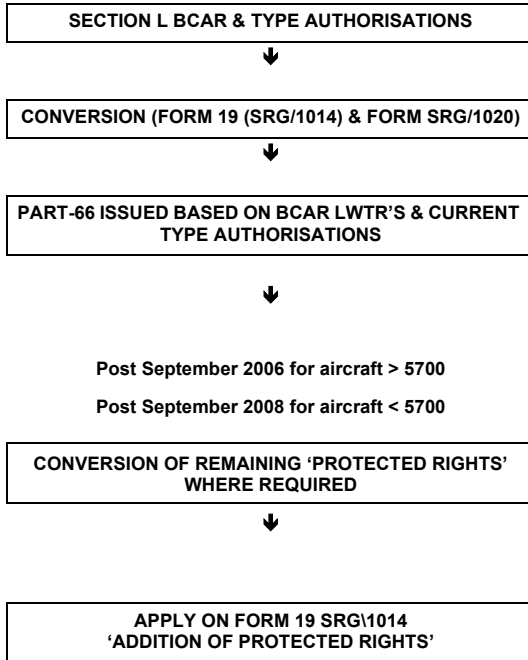 SECTION L BCAR & TYPE AUTHORISATIONS
CONVERSION (FORM 19 (SRG/1014) & FORM SRG/1020)
PART-66 ISSUED BASED ON BCAR LWTR'S & CURRENT
TYPE AUTHORISATIONS
Post September 2006 for aircraft > 5700
Post September 2008 for aircraft < 5700
CONVERSION OF REMAINING 'PROTECTED RIGHTS'
WHERE REQUIRED
APPLY ON FORM 19 SRG\1014
'ADDITION OF PROTECTED RIGHTS'